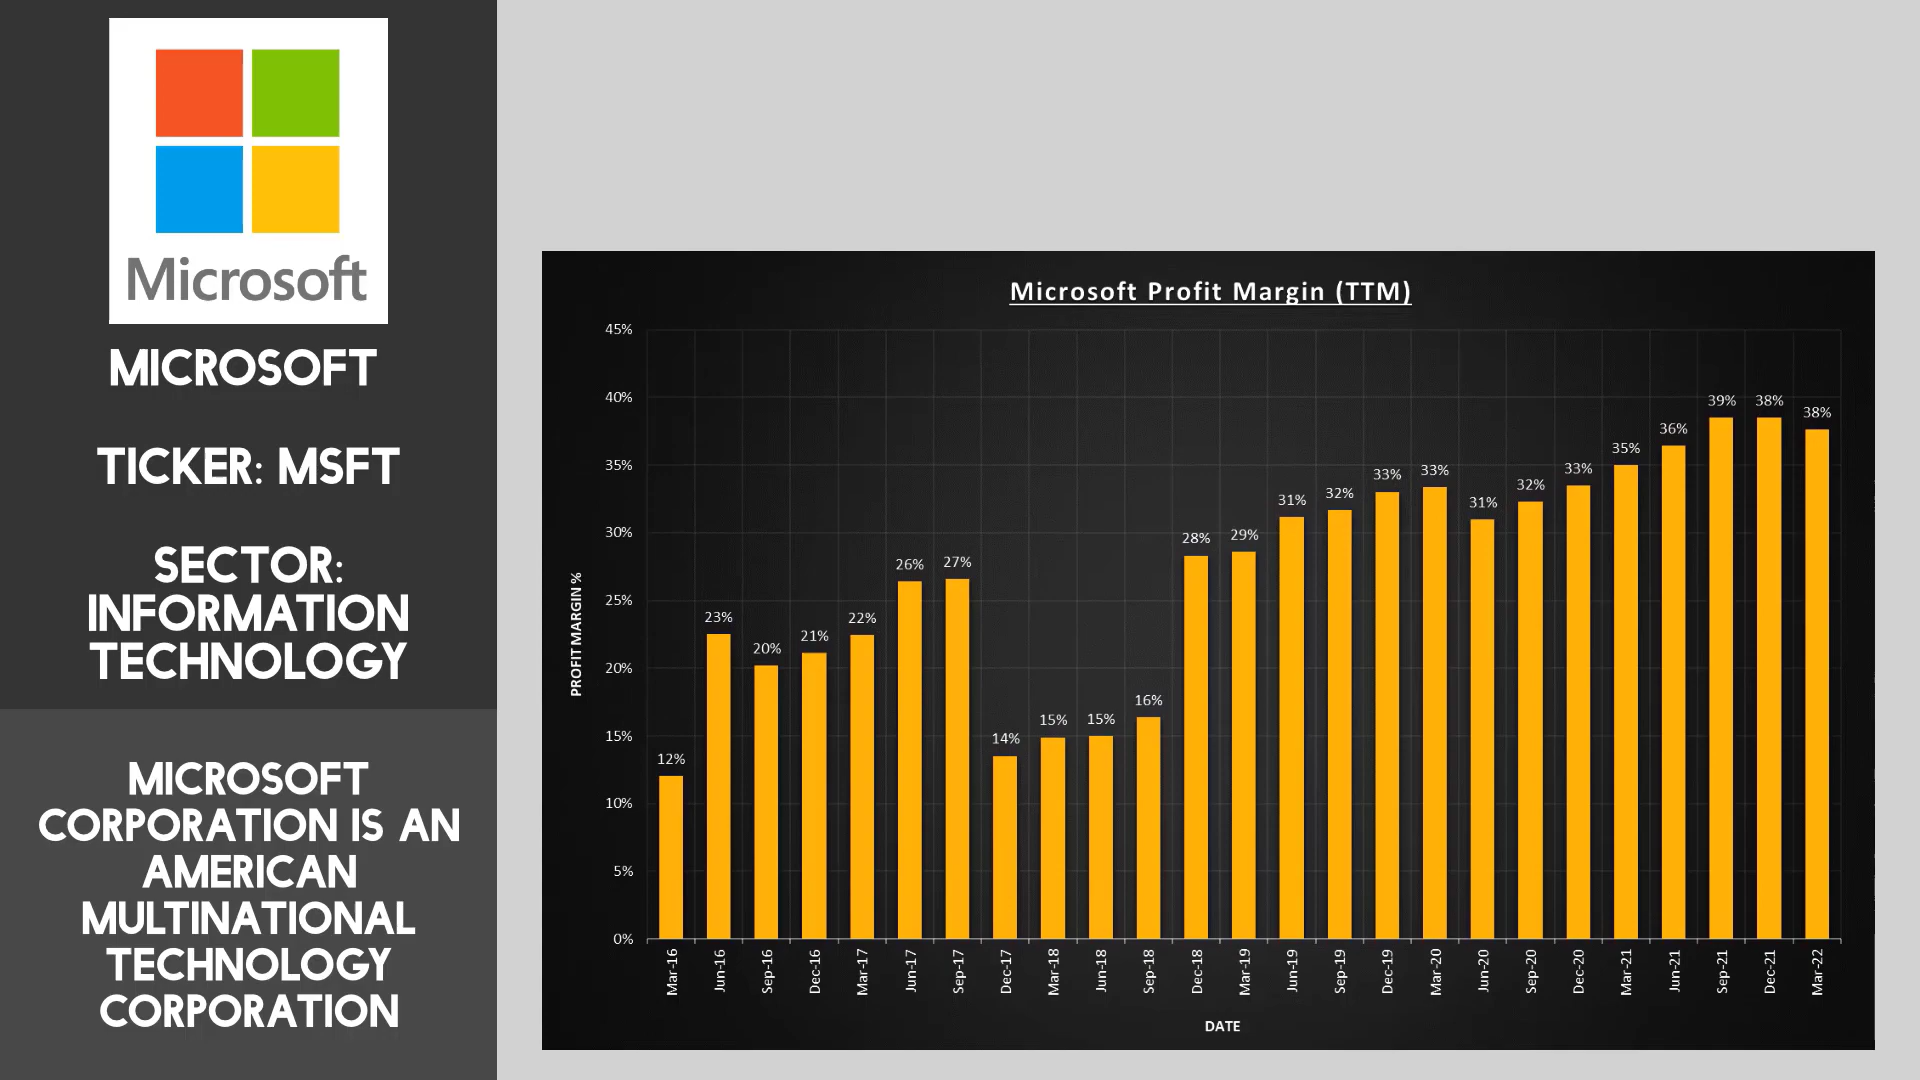 Microsoft
MICROSOFT
TICKER: MSFT
SECTOR:
INFORMATION
TECHNOLOGY
MICROSOFT
CORPORATION IS AN
AMERICAN
MULTINATIONAL
TECHNOLOGY
CORPORATION
Microsoft Profit Margin (TTM)
PROFIT MARGIN %
45%
40%
35%
30%
25%
20%
15%
10%
5%
0%
12%
23%
20%
21%
22%
26%
27%
14%
15%
15%
16%
28%
29%
31%
32%
33%
33%
31%
32%
33%
35%
36%
39%
38%
38%
Mar-16
Jun-16
Sep-16
Dec-16
Mar-17
Jun-17
Sep-17
Dec-17
Mar-18
Jun-18
Sep-18
Dec-18
Mar-19
Jun-19
Sep-19
Dec-19
Mar-20
Jun-20
Sep-20
Dec-20
Mar-21
Jun-21
Sep-21
Dec-21
Mar-22
DATE